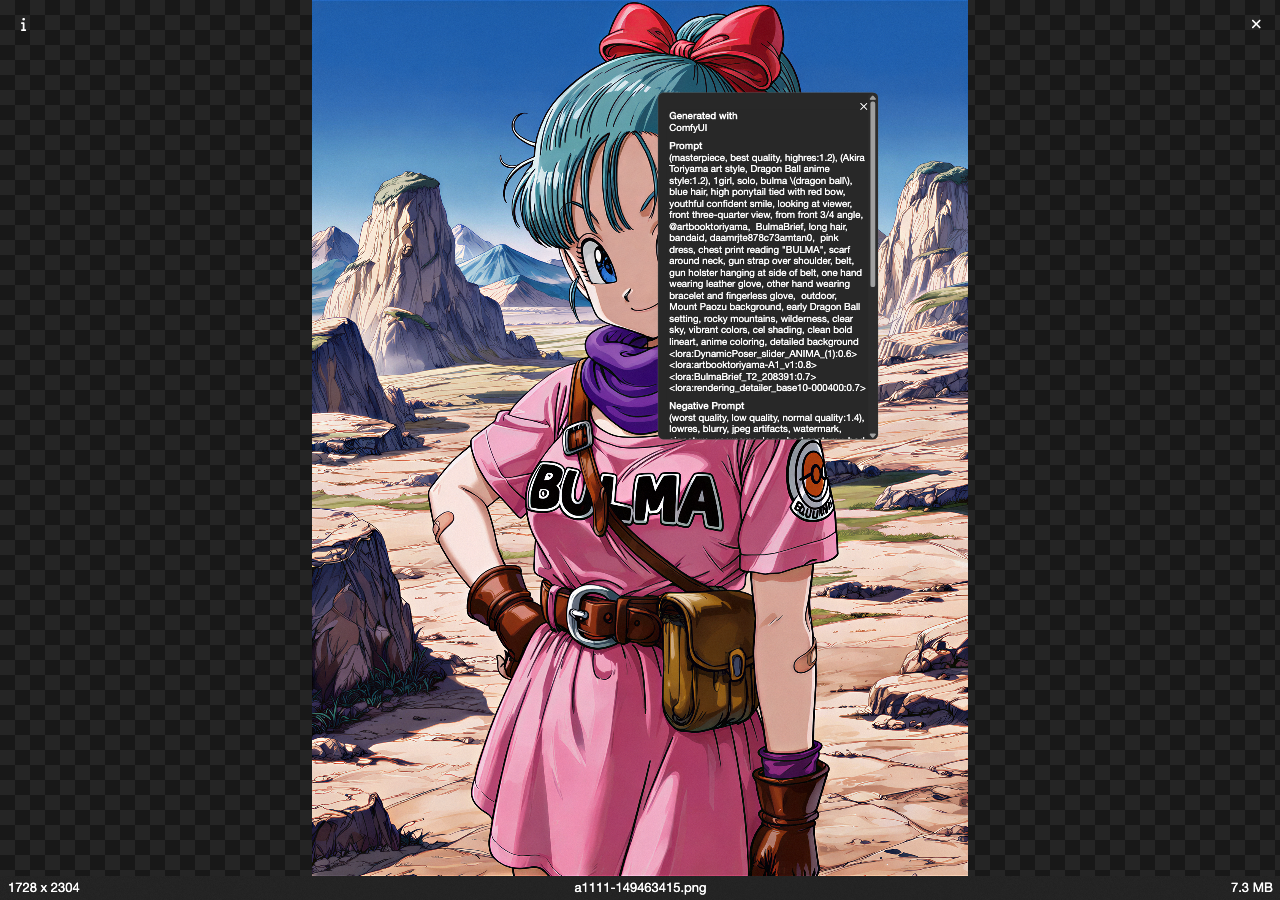 i
×
Generated with
ComfyUI
Prompt
(masterpiece, best quality, highres:1.2), (Akira
Toriyama art style, Dragon Ball anime
style:1.2), 1girl, solo, bulma \(dragon ball\),
blue hair, high ponytail tied with red bow,
youthful confident smile, looking at viewer,
front three-quarter view, from front 3/4 angle,
@artbooktoriyama, BulmaBrief, long hair,
bandaid, daamrjte878c73amtan0, pink
dress, chest print reading "BULMA", scarf
around neck, gun strap over shoulder, belt,
gun holster hanging at side of belt, one hand
wearing leather glove, other hand wearing
bracelet and fingerless glove, outdoor,
Mount Paozu background, early Dragon Ball
setting, rocky mountains, wilderness, clear
sky, vibrant colors, cel shading, clean bold
lineart, anime coloring, detailed background
<lora:DynamicPoser_slider_ANIMA_(1):0.6>
<lora:artbooktoriyama-A1_v1:0.8>
<lora:BulmaBrief_T2_208391:0.7>
<lora:rendering_detailer_base10-000400:0.7>
Negative Prompt
(worst quality, low quality, normal quality:1.4),
lowres, blurry, jpeg artifacts, watermark,
BULMA
1728 x 2304
a1111-149463415.png
7.3 MB